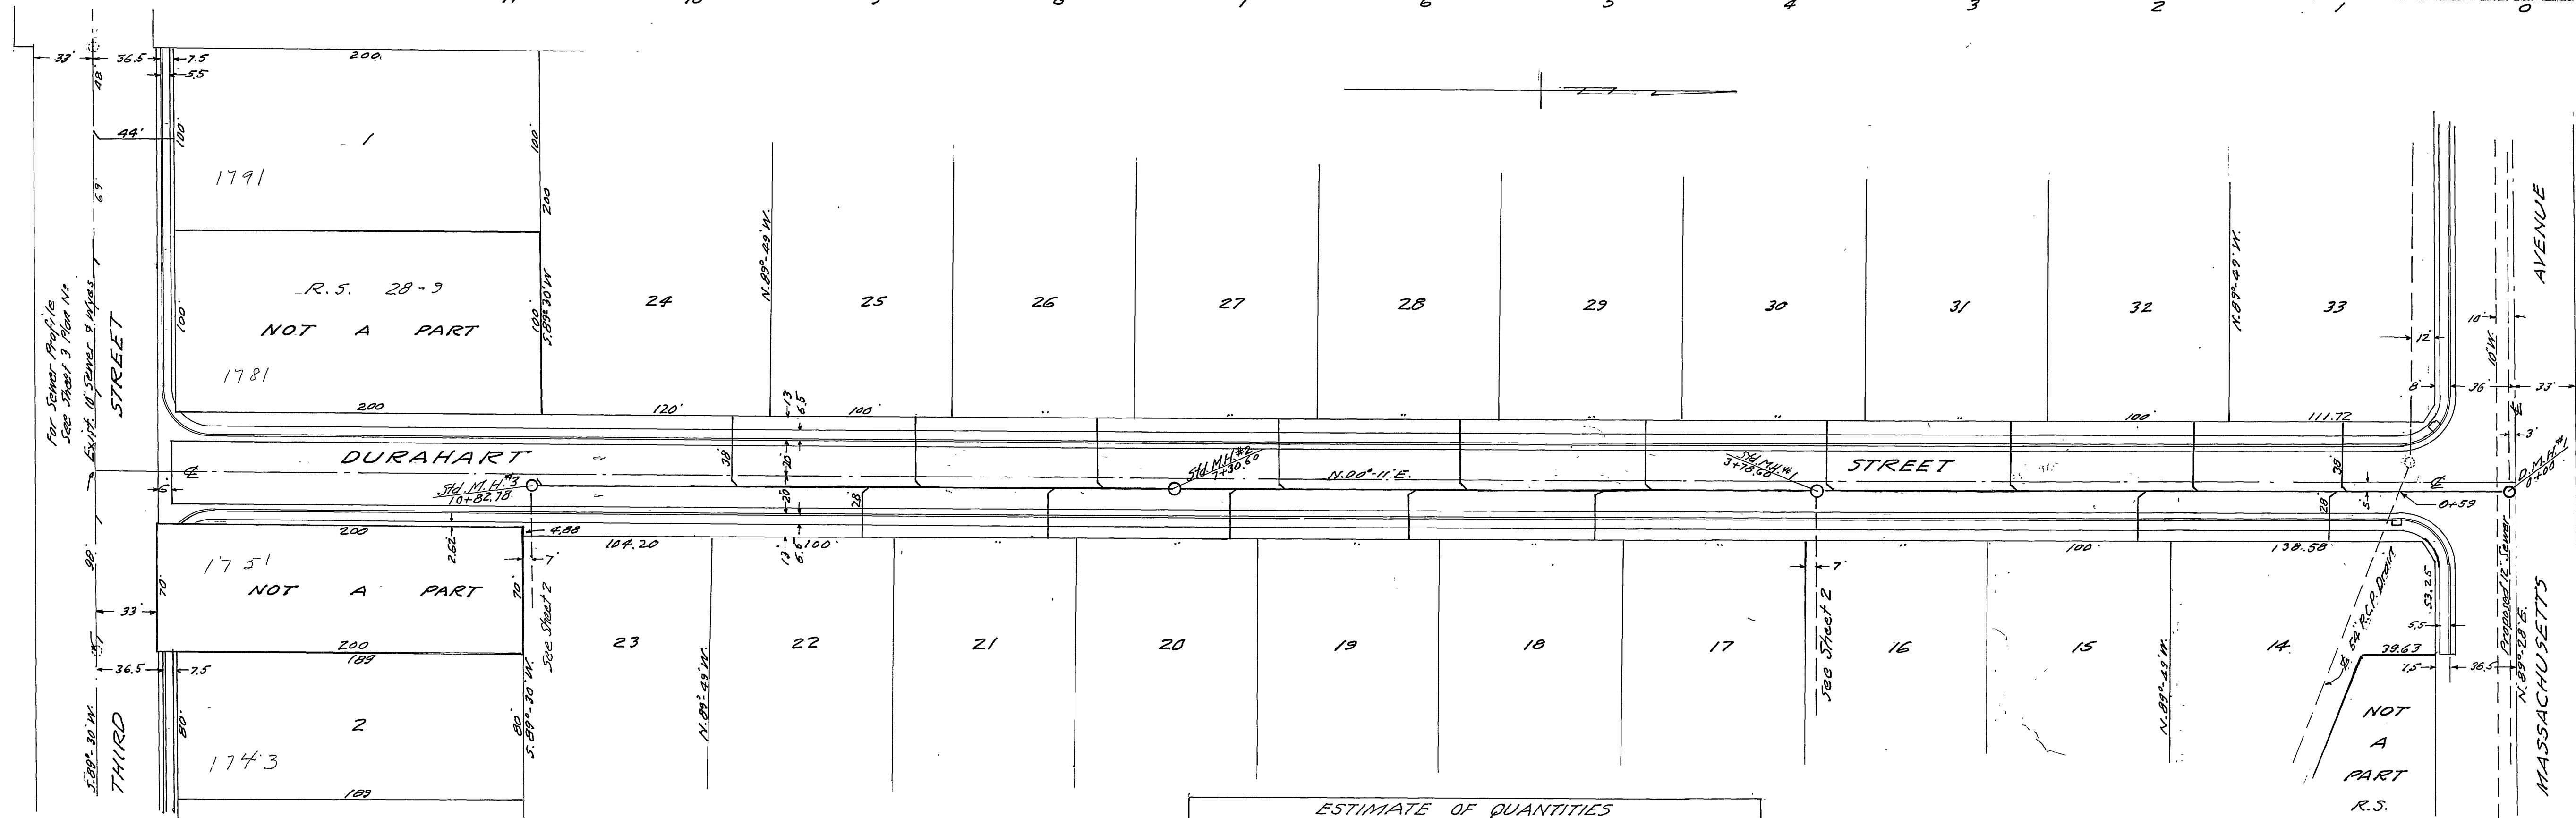 11 10 9 8 7 6 5 4 3 2 1 0
33' 36.5 7.5 200
5.5
48'
44'
100' 1 100'
69'
1791
200
R.S. 28-9
NOT A PART
100' 100'
S.89°-30'W
1781
200
For Sewer Profile
See Sheet 3 Plan No
Exist. 10" Sewer & Wyes
THIRD STREET
24 25 26 27 28 29 30 31 32 33
N.89°-49'W.
N.89°-49'W.
120' 13 6.5 100' " " " " " " 100' 111.72
12'
8' 36' 33'
10'
10" W.
AVENUE
DURAHART STREET
℄
6'
38' 20' 20'
Std. M.H. #3
10+82.78
Std. M.H. #2
7+30.60
N.00°-11'E.
Std. M.H. #1
3+78.60
38'
℄
3'
D.M.H. #1
0+00
5'
0+59
28' 28'
200 4.88
2.62
104.20 13' 6.6 100' " " " " " " 100' 138.58
7' 7'
See Sheet 2
See Sheet 2
98'
1751
NOT A PART
70' 70'
33'
200
189
36.5 7.5
23 22 21 20 19 18 17 16 15 14
N.89°-49'W.
N.89°-49'W.
℄ 54" R.C.P. Drain
53.25
5.5
39.63
7.5 36.5
Proposed 12" Sewer
N.89°-28'E.
MASSACHUSETTS
S.89°-30'W.
80' 2 80'
S.89°-30'W.
1743
189
NOT
A
PART
R.S.
ESTIMATE OF QUANTITIES